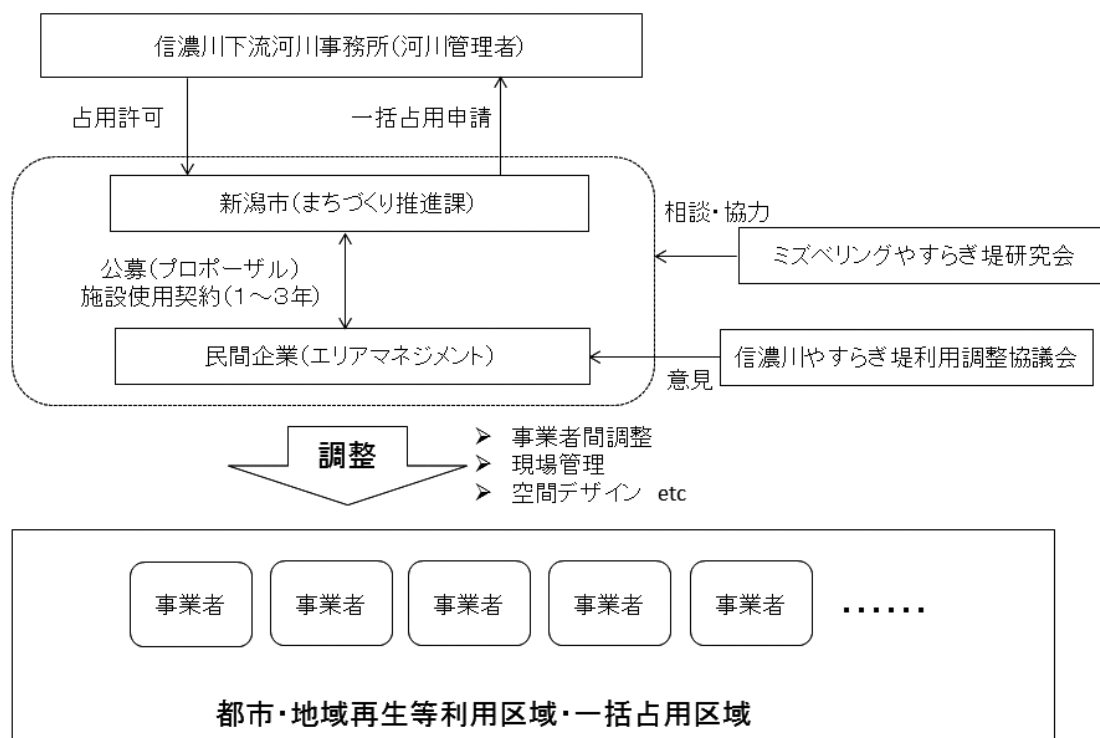 信濃川下流河川事務所(河川管理者)
占用許可
一括占用申請
新潟市(まちづくり推進課)
相談・協力
ミズベリングやすらぎ堤研究会
公募(プロポーザル)
施設使用契約(1～3年)
民間企業(エリアマネジメント)
信濃川やすらぎ堤利用調整協議会
意見
調整
➢ 事業者間調整
➢ 現場管理
➢ 空間デザイン etc
事業者 事業者 事業者 事業者 事業者 ・・・・・・
都市・地域再生等利用区域・一括占用区域